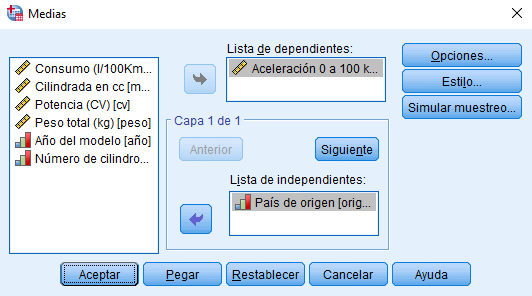 Medias
Consumo (l/100Km...
Cilindrada en cc [m...
Potencia (CV) [cv]
Peso total (kg) [peso]
Año del modelo [año]
Número de cilindro...
Lista de dependientes:
Aceleración 0 a 100 k...
Capa 1 de 1
Anterior
Siguiente
Lista de independientes:
País de origen [orig...
Opciones...
Estilo...
Simular muestreo...
Aceptar
Pegar
Restablecer
Cancelar
Ayuda